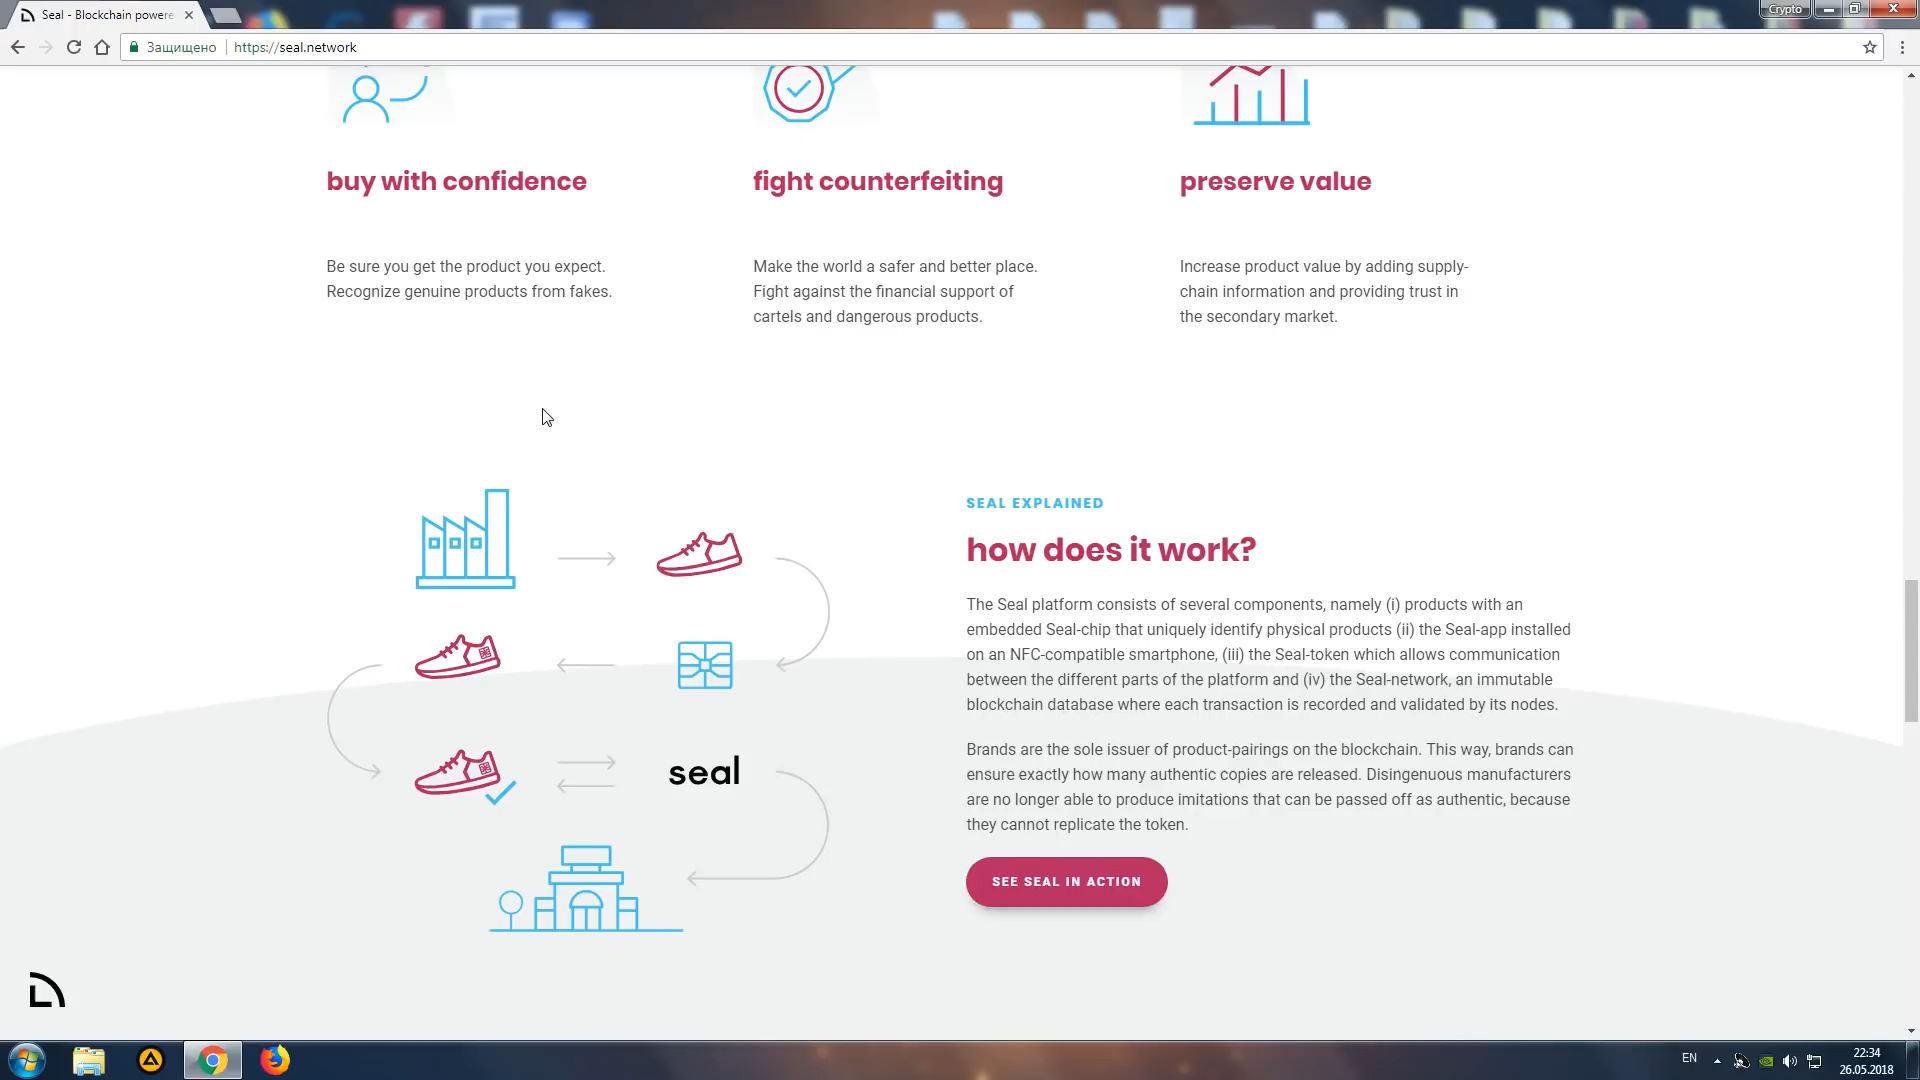 Seal - Blockchain powere
Crypto
Защищено
https://seal.network
buy with confidence
fight counterfeiting
preserve value
Be sure you get the product you expect.
Recognize genuine products from fakes.
Make the world a safer and better place.
Fight against the financial support of
cartels and dangerous products.
Increase product value by adding supply-
chain information and providing trust in
the secondary market.
SEAL EXPLAINED
how does it work?
The Seal platform consists of several components, namely (i) products with an
embedded Seal-chip that uniquely identify physical products (ii) the Seal-app installed
on an NFC-compatible smartphone, (iii) the Seal-token which allows communication
between the different parts of the platform and (iv) the Seal-network, an immutable
blockchain database where each transaction is recorded and validated by its nodes.
Brands are the sole issuer of product-pairings on the blockchain. This way, brands can
ensure exactly how many authentic copies are released. Disingenuous manufacturers
are no longer able to produce imitations that can be passed off as authentic, because
they cannot replicate the token.
SEE SEAL IN ACTION
seal
EN
22:34
26.05.2018